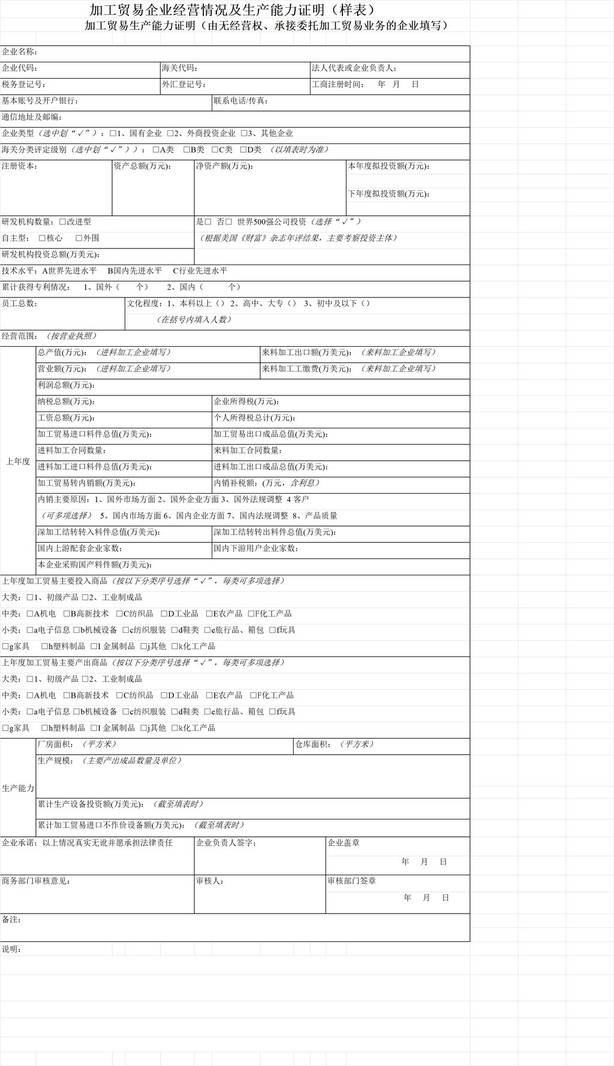 加工贸易企业经营情况及生产能力证明（样表）
加工贸易生产能力证明（由无经营权、承接委托加工贸易业务的企业填写）
企业名称：
企业代码： 海关代码： 法人代表或企业负责人：
税务登记号： 外汇登记号： 工商注册时间： 年 月 日
基本账号及开户银行： 联系电话/传真：
通信地址及邮编：
企业类型（选中划“✓”）：□1、国有企业 □2、外商投资企业 □3、其他企业
海关分类评定级别（选中划“✓”））：□A类 □B类 □C类 □D类 （以填表时为准）
注册资本： 资产总额(万元)： 净资产额(万元)： 本年度拟投资额(万元)：
下年度拟投资额(万元)：
研发机构数量：□改进型 是□ 否□ 世界500强公司投资（选择“✓”）
自主型： □核心 □外围 （根据美国《财富》杂志年评结果，主要考察投资主体）
研发机构投资总额(万美元)：
技术水平：A世界先进水平 B国内先进水平 C行业先进水平
累计获得专利情况： 1、国外（ 个） 2、国内（ 个）
员工总数： 文化程度：1、本科以上（）2、高中、大专（） 3、初中及以下（）
（在括号内填入人数）
经营范围：（按营业执照）
上年度
总产值(万元)：（进料加工企业填写） 来料加工出口额(万美元)：（来料加工企业填写）
营业额(万元)：（进料加工企业填写） 来料加工工缴费(万美元)：（来料加工企业填写）
利润总额(万元)：
纳税总额(万元)： 企业所得税(万元)：
工资总额(万元)： 个人所得税总计(万元)：
加工贸易进口料件总值(万美元)： 加工贸易出口成品总值(万美元)：
进料加工合同数量： 来料加工合同数量：
进料加工进口料件总值(万美元)： 进料加工出口成品总值(万美元)：
加工贸易转内销额(万美元)： 内销补税额：(万元，含利息)
内销主要原因：1、国外市场方面 2、国外企业方面 3、国外法规调整 4 客户
（可多项选择） 5、国内市场方面 6、国内企业方面 7、国内法规调整 8、产品质量
深加工结转转入料件总值(万美元)： 深加工结转转出料件总值(万美元)：
国内上游配套企业家数： 国内下游用户企业家数：
本企业采购国产料件额(万美元)：
上年度加工贸易主要投入商品（按以下分类序号选择“✓”，每类可多项选择）
大类：□1、初级产品 □2、工业制成品
中类：□A机电 □B高新技术 □C纺织品 □D工业品 □E农产品 □F化工产品
小类：□a电子信息 □b机械设备 □c纺织服装 □d鞋类 □e旅行品、箱包 □f玩具
□g家具 □h塑料制品 □I 金属制品 □j其他 □k化工产品
上年度加工贸易主要产出商品（按以下分类序号选择“✓”，每类可多项选择）
大类：□1、初级产品 □2、工业制成品
中类：□A机电 □B高新技术 □C纺织品 □D工业品 □E农产品 □F化工产品
小类：□a电子信息 □b机械设备 □c纺织服装 □d鞋类 □e旅行品、箱包 □f玩具
□g家具 □h塑料制品 □I 金属制品 □j其他 □k化工产品
生产能力
厂房面积：（平方米） 仓库面积：（平方米）
生产规模：（主要产出成品数量及单位）
累计生产设备投资额(万美元)：（截至填表时）
累计加工贸易进口不作价设备额(万美元)：（截至填表时）
企业承诺：以上情况真实无讹并愿承担法律责任 企业负责人签字： 企业盖章
年 月 日
商务部门审核意见： 审核人： 审核部门签章
年 月 日
备注：
说明：